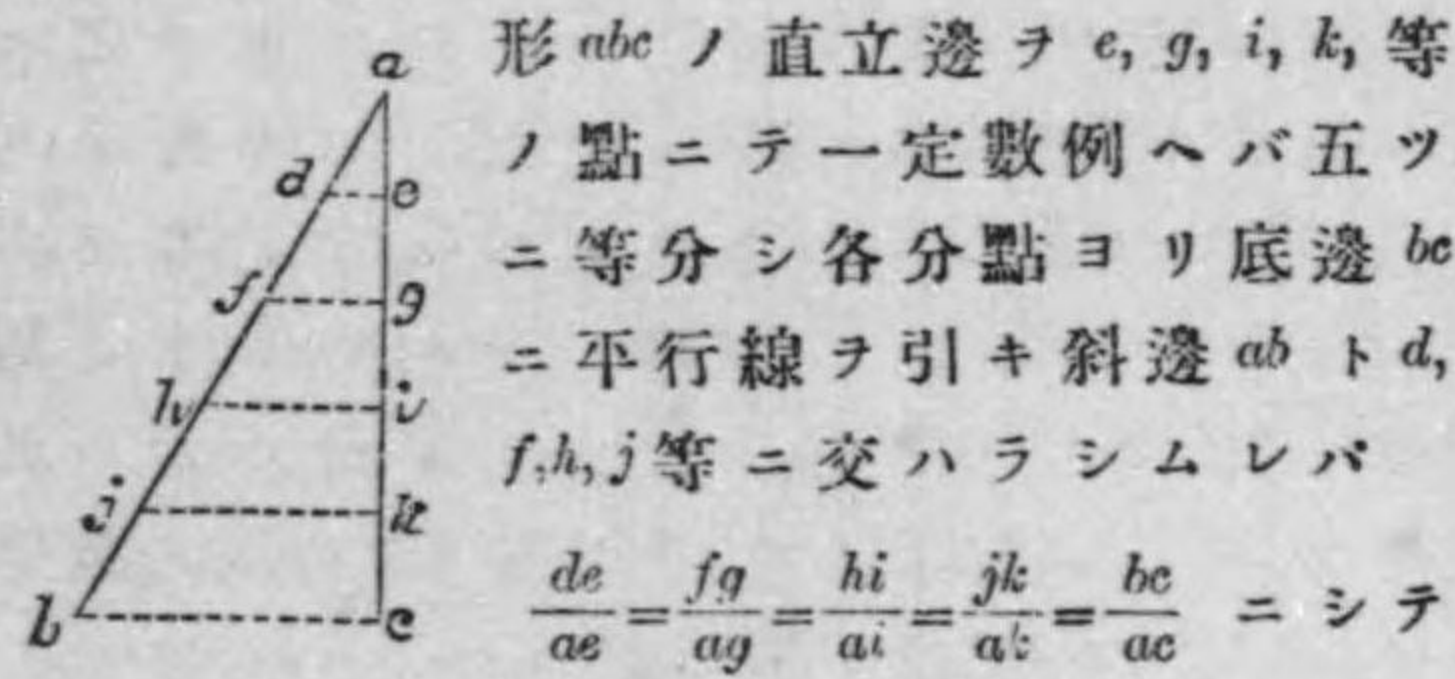 形 abc ノ 直立邊ヲ e, g, i, k, 等
ノ點ニテ一定數例ヘバ五ツ
ニ等分シ各分點ヨリ底邊 bc
ニ平行線ヲ引キ斜邊 ab ト d,
f, h, j 等ニ交ハラシムレバ
de/ae = fg/ag = hi/ai = jk/ak = bc/ac ニシテ
a
d e
f g
h i
j k
b c